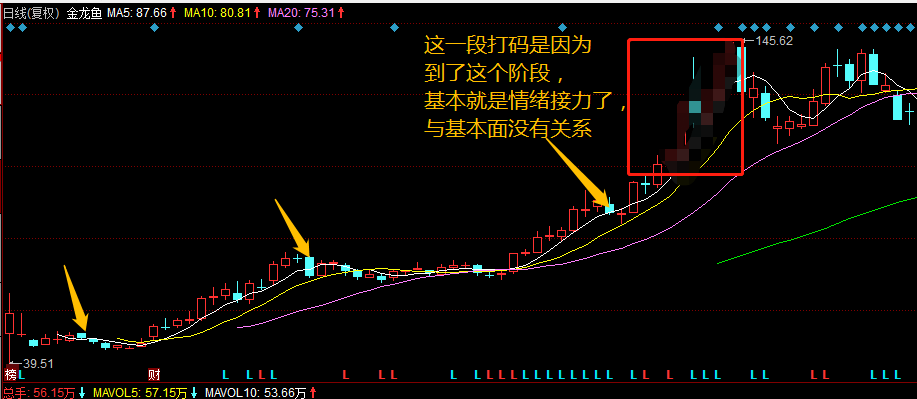 日线(复权) 金龙鱼 MA5: 87.66 MA10: 80.81 MA20: 75.31
这一段打码是因为
到了这个阶段，
基本就是情绪接力了，
与基本面没有关系
145.62
39.51
榜 L 财 L L L L L L L L L L L L L L L L L L L L L L L L L L L L L L L L
总手: 56.15万 MAVOL5: 57.15万 MAVOL10: 53.66万